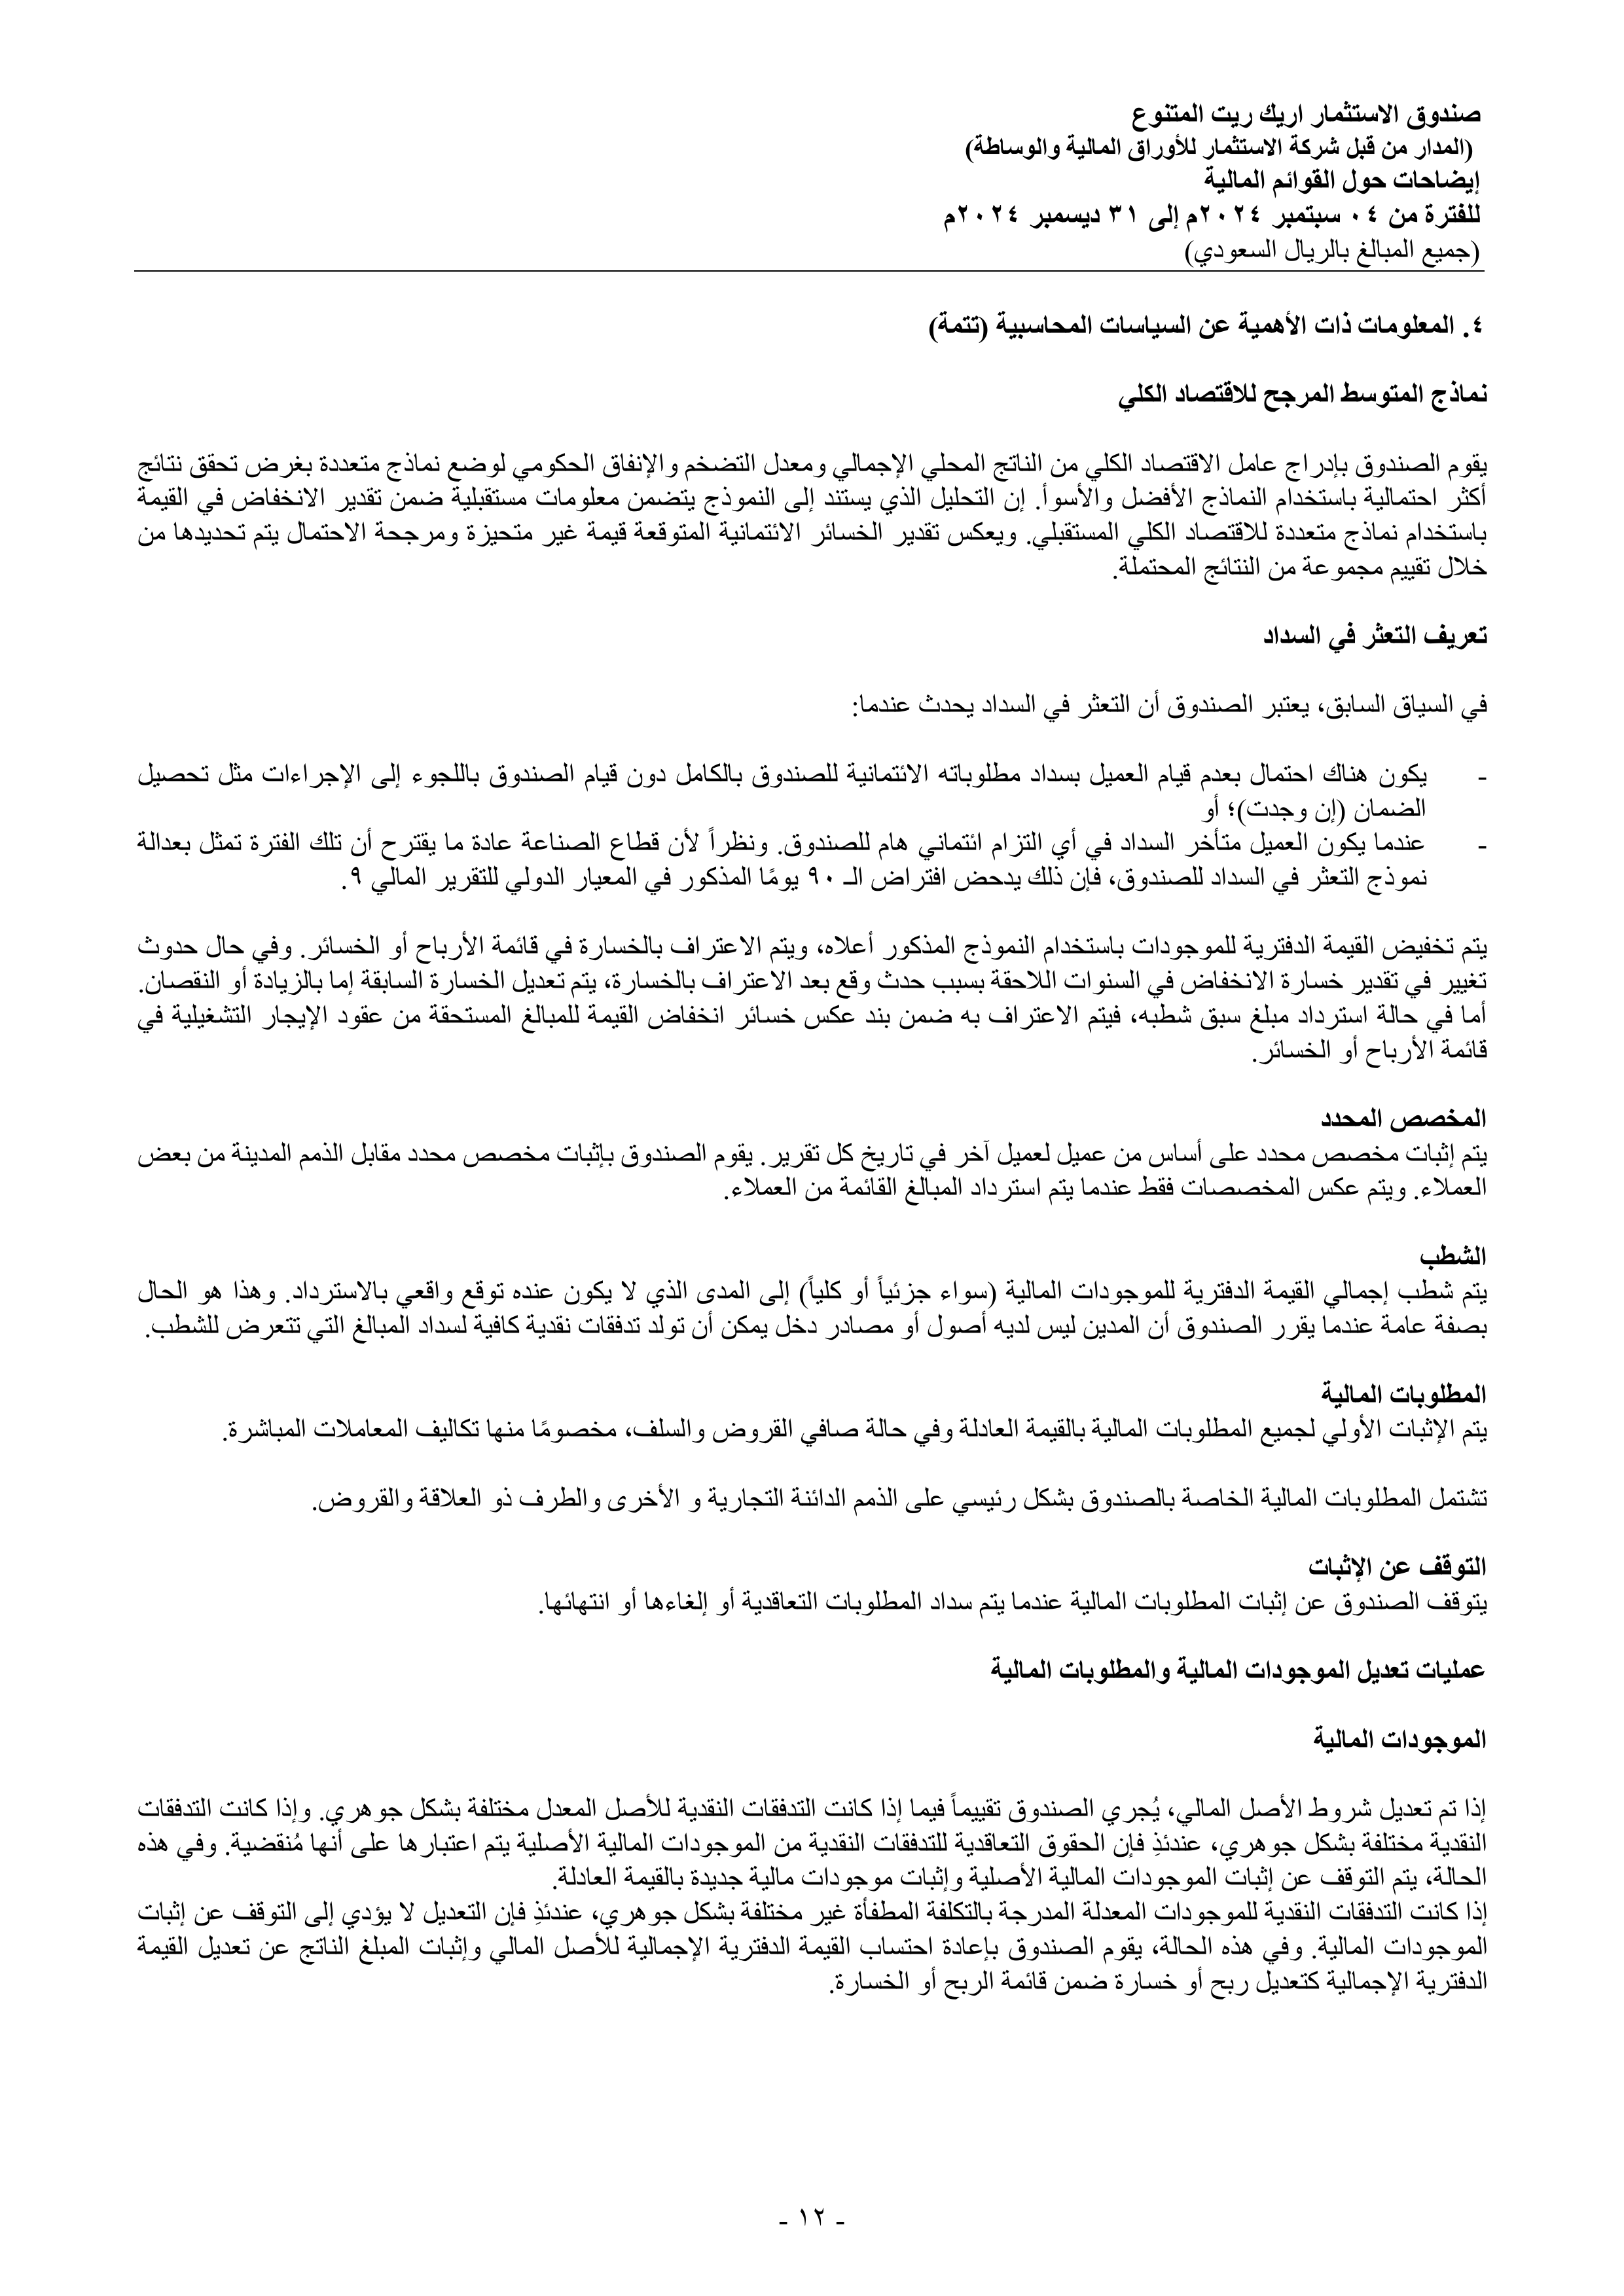 صندوق الاستثمار اريك ريت المتنوع
(المدار من قبل شركة الاستثمار للأوراق المالية والوساطة)
إيضاحات حول القوائم المالية
للفترة من ٠٤ سبتمبر ٢٠٢٤م إلى ٣١ ديسمبر ٢٠٢٤م
(جميع المبالغ بالريال السعودي)
٤. المعلومات ذات الأهمية عن السياسات المحاسبية (تتمة)
نماذج المتوسط المرجح للاقتصاد الكلي
يقوم الصندوق بإدراج عامل الاقتصاد الكلي من الناتج المحلي الإجمالي ومعدل التضخم والإنفاق الحكومي لوضع نماذج متعددة بغرض تحقق نتائج
أكثر احتمالية باستخدام النماذج الأفضل والأسوأ. إن التحليل الذي يستند إلى النموذج يتضمن معلومات مستقبلية ضمن تقدير الانخفاض في القيمة
باستخدام نماذج متعددة للاقتصاد الكلي المستقبلي. ويعكس تقدير الخسائر الائتمانية المتوقعة قيمة غير متحيزة ومرجحة الاحتمال يتم تحديدها من
خلال تقييم مجموعة من النتائج المحتملة.
تعريف التعثر في السداد
في السياق السابق، يعتبر الصندوق أن التعثر في السداد يحدث عندما:
- يكون هناك احتمال بعدم قيام العميل بسداد مطلوباته الائتمانية للصندوق بالكامل دون قيام الصندوق باللجوء إلى الإجراءات مثل تحصيل
الضمان (إن وجدت)؛ أو
- عندما يكون العميل متأخر السداد في أي التزام ائتماني هام للصندوق. ونظراً لأن قطاع الصناعة عادة ما يقترح أن تلك الفترة تمثل بعدالة
نموذج التعثر في السداد للصندوق، فإن ذلك يدحض افتراض الـ ٩٠ يومًا المذكور في المعيار الدولي للتقرير المالي ٩.
يتم تخفيض القيمة الدفترية للموجودات باستخدام النموذج المذكور أعلاه، ويتم الاعتراف بالخسارة في قائمة الأرباح أو الخسائر. وفي حال حدوث
تغيير في تقدير خسارة الانخفاض في السنوات اللاحقة بسبب حدث وقع بعد الاعتراف بالخسارة، يتم تعديل الخسارة السابقة إما بالزيادة أو النقصان.
أما في حالة استرداد مبلغ سبق شطبه، فيتم الاعتراف به ضمن بند عكس خسائر انخفاض القيمة للمبالغ المستحقة من عقود الإيجار التشغيلية في
قائمة الأرباح أو الخسائر.
المخصص المحدد
يتم إثبات مخصص محدد على أساس من عميل لعميل آخر في تاريخ كل تقرير. يقوم الصندوق بإثبات مخصص محدد مقابل الذمم المدينة من بعض
العملاء. ويتم عكس المخصصات فقط عندما يتم استرداد المبالغ القائمة من العملاء.
الشطب
يتم شطب إجمالي القيمة الدفترية للموجودات المالية (سواء جزئياً أو كلياً) إلى المدى الذي لا يكون عنده توقع واقعي بالاسترداد. وهذا هو الحال
بصفة عامة عندما يقرر الصندوق أن المدين ليس لديه أصول أو مصادر دخل يمكن أن تولد تدفقات نقدية كافية لسداد المبالغ التي تتعرض للشطب.
المطلوبات المالية
يتم الإثبات الأولي لجميع المطلوبات المالية بالقيمة العادلة وفي حالة صافي القروض والسلف، مخصومًا منها تكاليف المعاملات المباشرة.
تشتمل المطلوبات المالية الخاصة بالصندوق بشكل رئيسي على الذمم الدائنة التجارية و الأخرى والطرف ذو العلاقة والقروض.
التوقف عن الإثبات
يتوقف الصندوق عن إثبات المطلوبات المالية عندما يتم سداد المطلوبات التعاقدية أو إلغاءها أو انتهائها.
عمليات تعديل الموجودات المالية والمطلوبات المالية
الموجودات المالية
إذا تم تعديل شروط الأصل المالي، يُجري الصندوق تقييماً فيما إذا كانت التدفقات النقدية للأصل المعدل مختلفة بشكل جوهري. وإذا كانت التدفقات
النقدية مختلفة بشكل جوهري، عندئذِ فإن الحقوق التعاقدية للتدفقات النقدية من الموجودات المالية الأصلية يتم اعتبارها على أنها مُنقضية. وفي هذه
الحالة، يتم التوقف عن إثبات الموجودات المالية الأصلية وإثبات موجودات مالية جديدة بالقيمة العادلة.
إذا كانت التدفقات النقدية للموجودات المعدلة المدرجة بالتكلفة المطفأة غير مختلفة بشكل جوهري، عندئذِ فإن التعديل لا يؤدي إلى التوقف عن إثبات
الموجودات المالية. وفي هذه الحالة، يقوم الصندوق بإعادة احتساب القيمة الدفترية الإجمالية للأصل المالي وإثبات المبلغ الناتج عن تعديل القيمة
الدفترية الإجمالية كتعديل ربح أو خسارة ضمن قائمة الربح أو الخسارة.
- ١٢ -